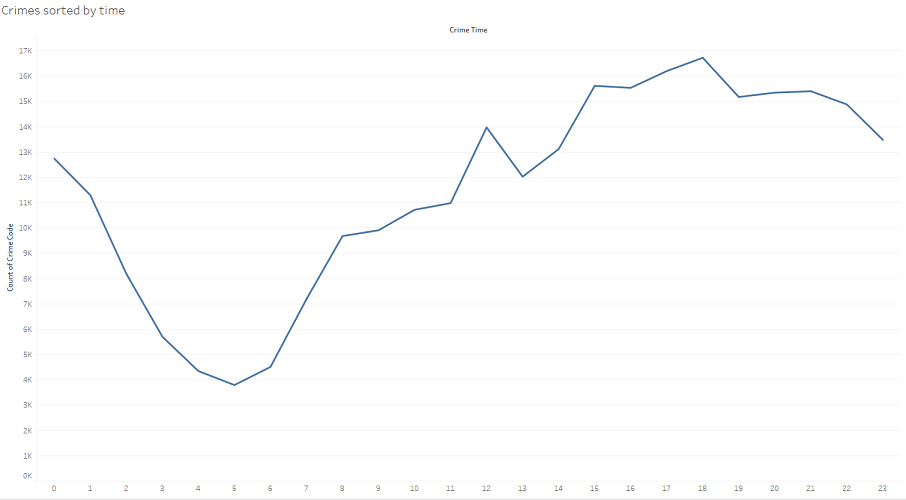 Crimes sorted by time
Crime Time
17K
16K
15K
14K
13K
12K
11K
10K
9K
8K
7K
6K
5K
4K
3K
2K
1K
0K
Count of Crime Code
0 1 2 3 4 5 6 7 8 9 10 11 12 13 14 15 16 17 18 19 20 21 22 23